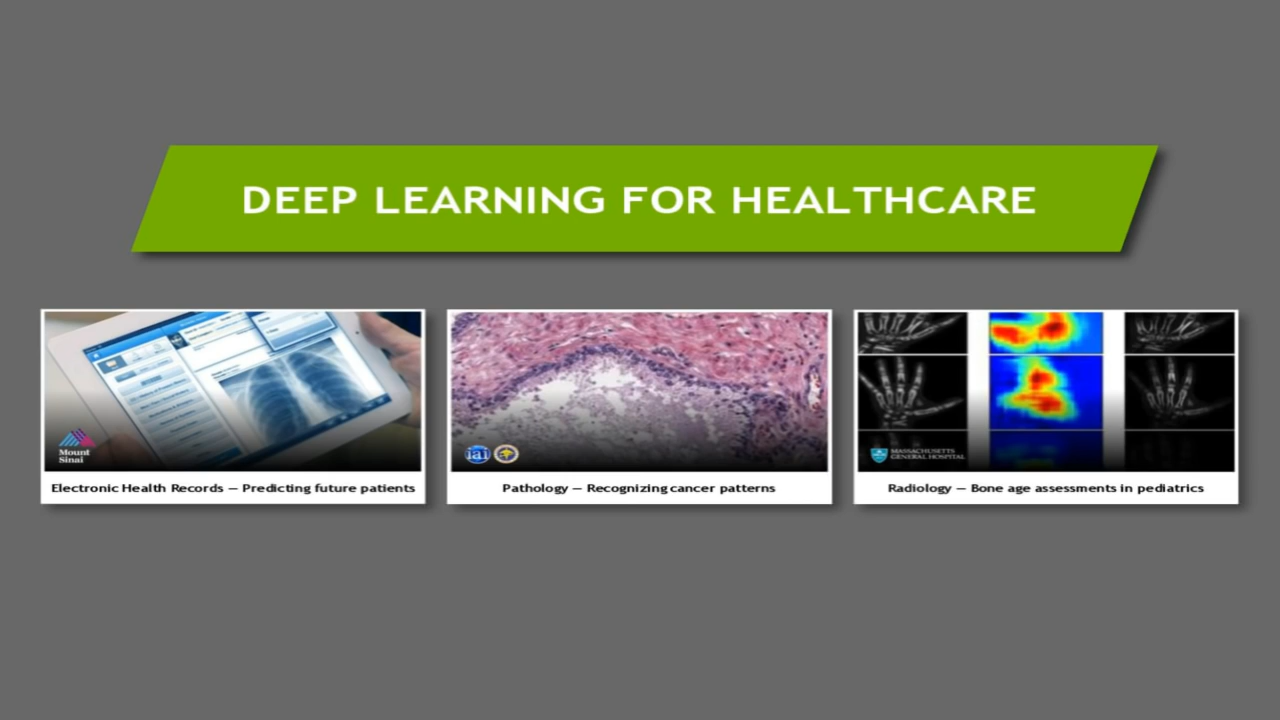 DEEP LEARNING FOR HEALTHCARE
Mount
Sinai
Electronic Health Records – Predicting future patients
iai
Pathology – Recognizing cancer patterns
MASSACHUSETTS
GENERAL HOSPITAL
Radiology – Bone age assessments in pediatrics